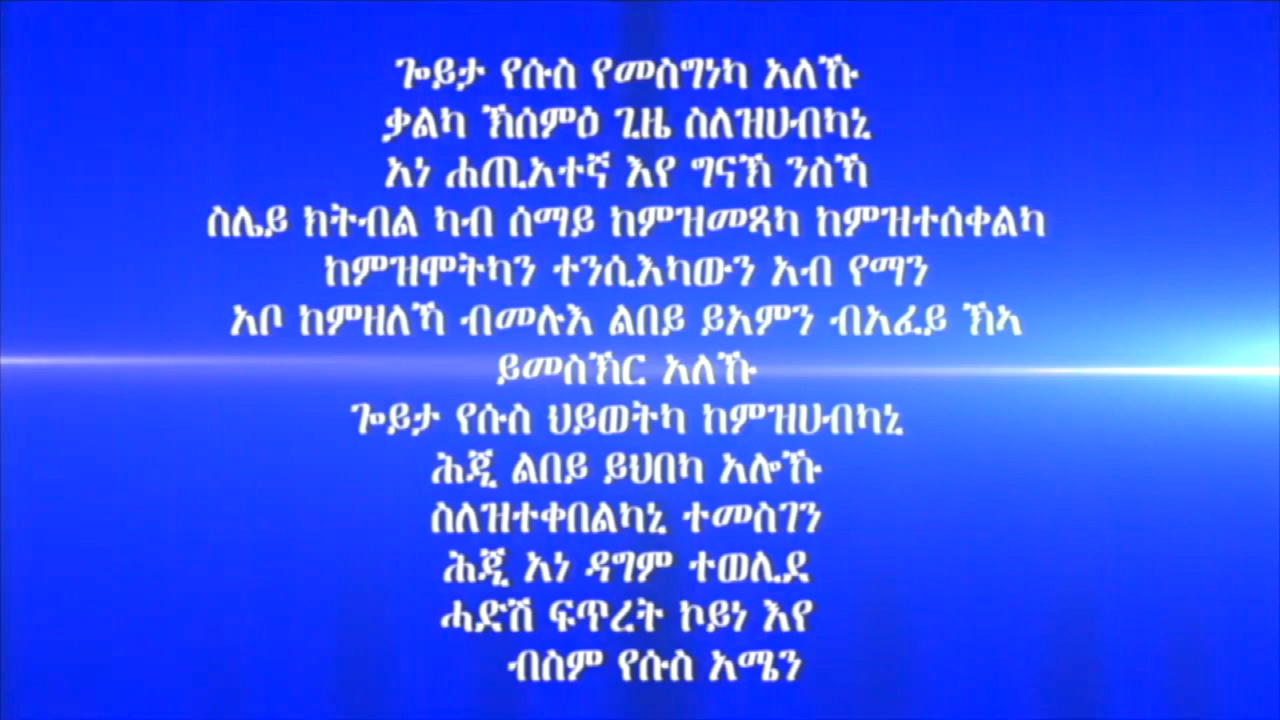 ጐይታ የሱስ የመስግነካ አለኹ
ቃልካ ኽሰምዕ ጊዜ ስለዝሀብካኒ
አነ ሐጢአተኛ እየ ግናኽ ንስኻ
ስሌይ ክትብል ካብ ሰማይ ከምዝመጻካ ከምዝተሰቀልካ
ከምዝሞትካን ተንሲእካውን አብ የማን
አቦ ከምዘለኻ ብመሉእ ልበይ ይአምን ብአፈይ ኽኣ
ይመስኽር አለኹ
ጐይታ የሱስ ህይወትካ ከምዝሀብካኒ
ሕጂ ልበይ ይህበካ አሎኹ
ስለዝተቀበልካኒ ተመስገን
ሕጂ አነ ዳግም ተወሊደ
ሓድሽ ፍጥረት ኮይነ እየ
ብስም የሱስ አሜን